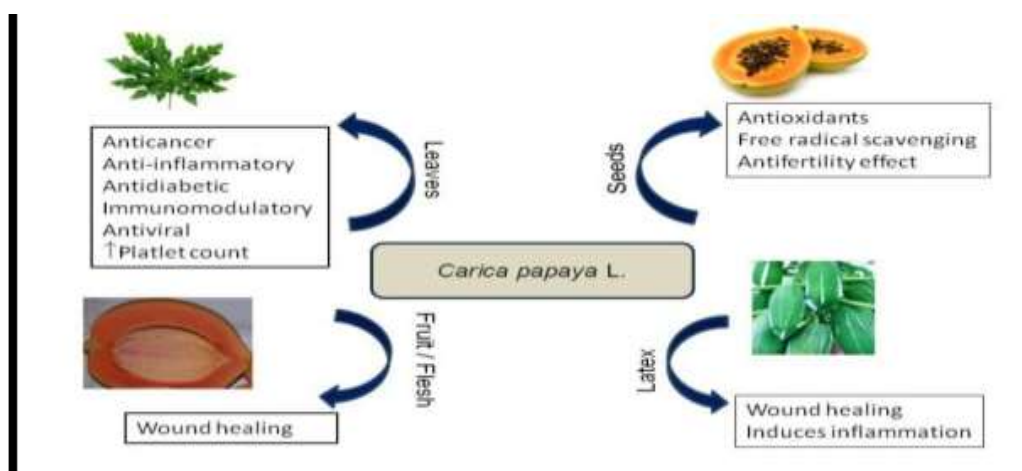 Anticancer
Anti-inflammatory
Antidiabetic
Immunomodulatory
Antiviral
↑Platlet count
Leaves
Seeds
Antioxidants
Free radical scavenging
Antifertility effect
Carica papaya L.
Fruit / Flesh
Wound healing
Latex
Wound healing
Induces inflammation